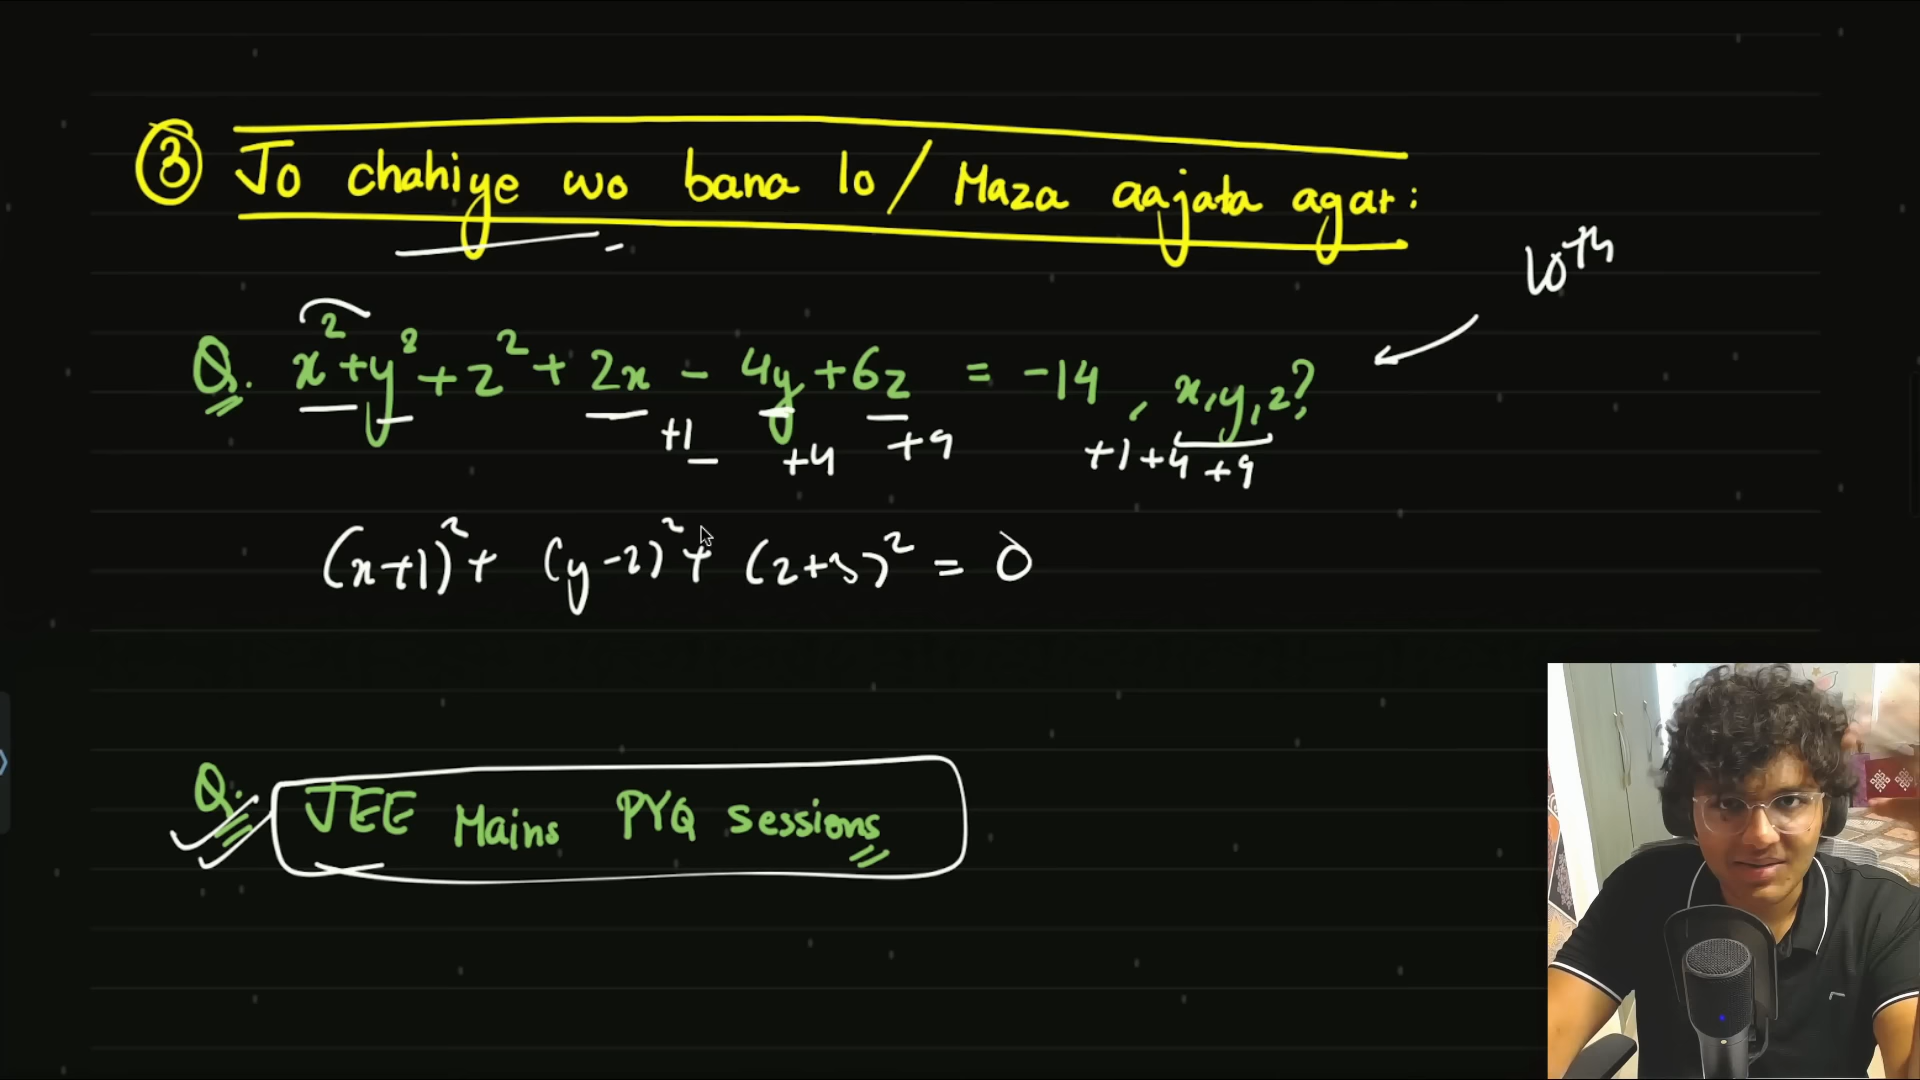 ③ Jo chahiye wo bana lo / Maza aajata agar:
10th
Q. x² + y² + z² + 2x - 4y + 6z = -14, x, y, z?
+1 +4 +9 +1 +4 +9
(x+1)² + (y-2)² + (z+3)² = 0
Q. JEE Mains PYQ sessions